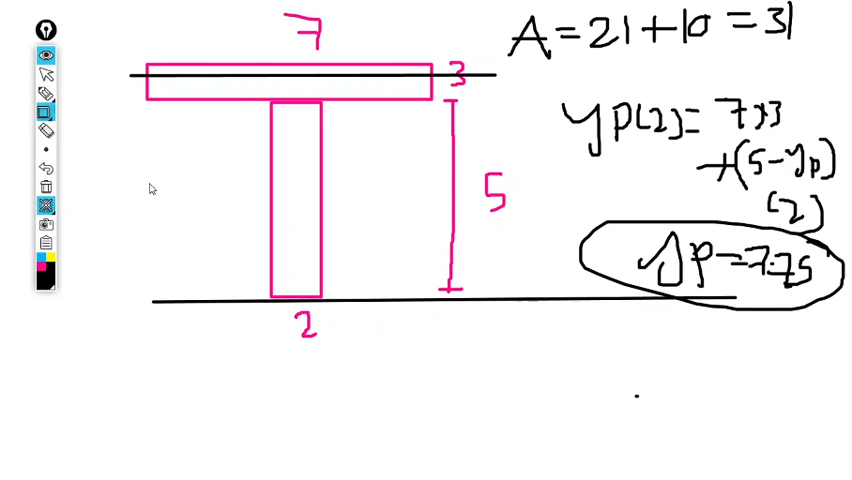 7
A = 21 + 10 = 31
3
yp(2) = 7x3
+(5-yp)
(2)
5
yp = 7.75
2